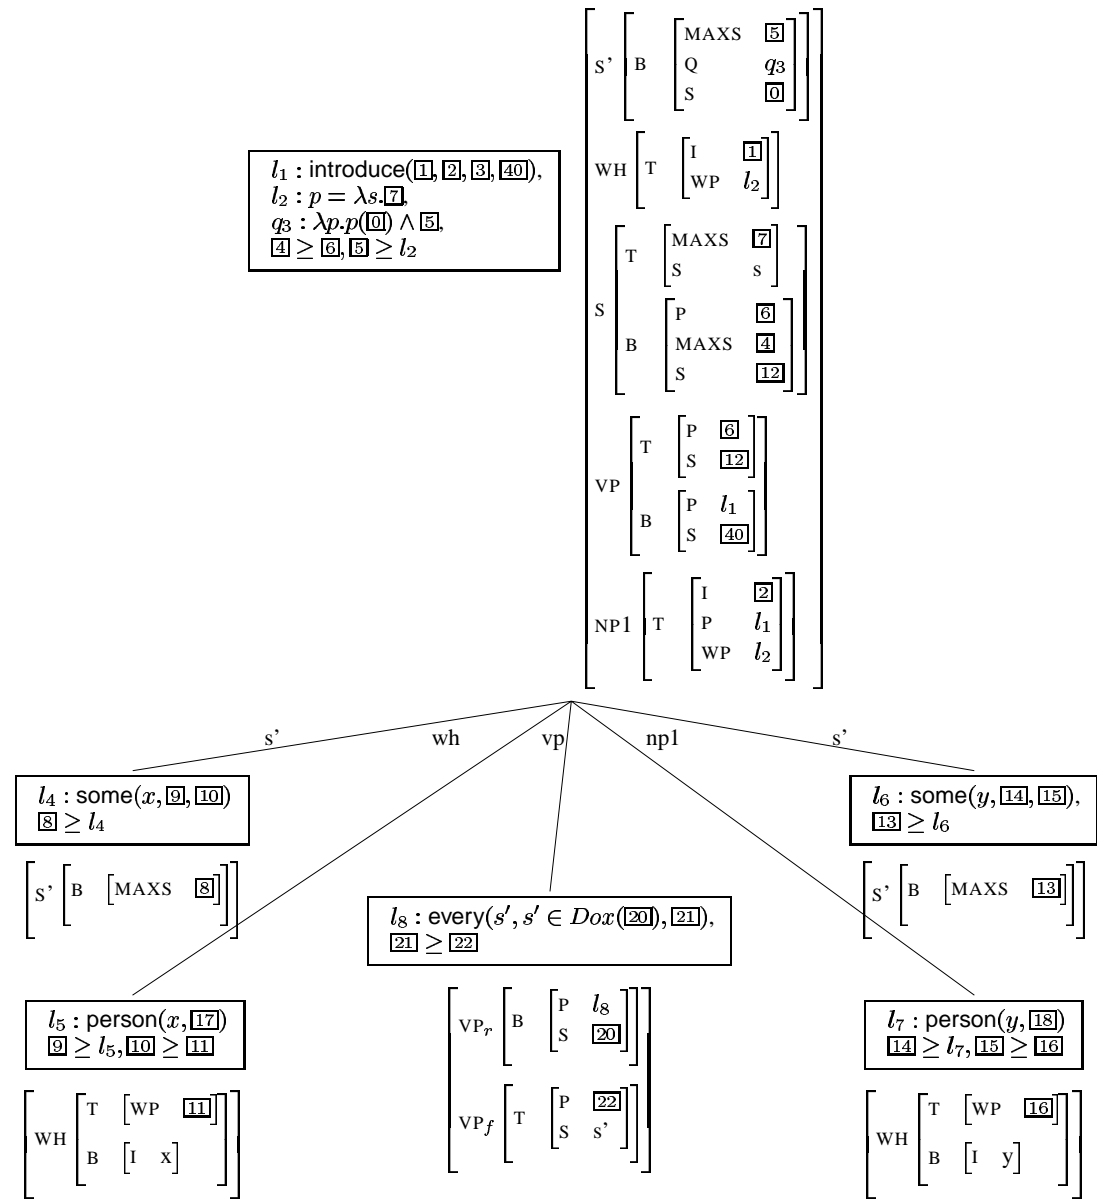 S’ B MAXS 5
Q q3
S 0
WH T I 1
WP l2
l1 : introduce(1, 2, 3, 40),
l2 : p = λs.7,
q3 : λp.p(0) ∧ 5,
4 ≥ 6, 5 ≥ l2
S T MAXS 7
S s
B P 6
MAXS 4
S 12
VP T P 6
S 12
B P l1
S 40
NP1 T I 2
P l1
WP l2
s’ wh vp np1 s’
l4 : some(x, 9, 10)
8 ≥ l4
S’ B MAXS 8
l6 : some(y, 14, 15),
13 ≥ l6
S’ B MAXS 13
l8 : every(s′, s′ ∈ Dox(20), 21),
21 ≥ 22
VPr B P l8
S 20
VPf T P 22
S s’
l5 : person(x, 17)
9 ≥ l5, 10 ≥ 11
WH T WP 11
B I x
l7 : person(y, 18)
14 ≥ l7, 15 ≥ 16
WH T WP 16
B I y